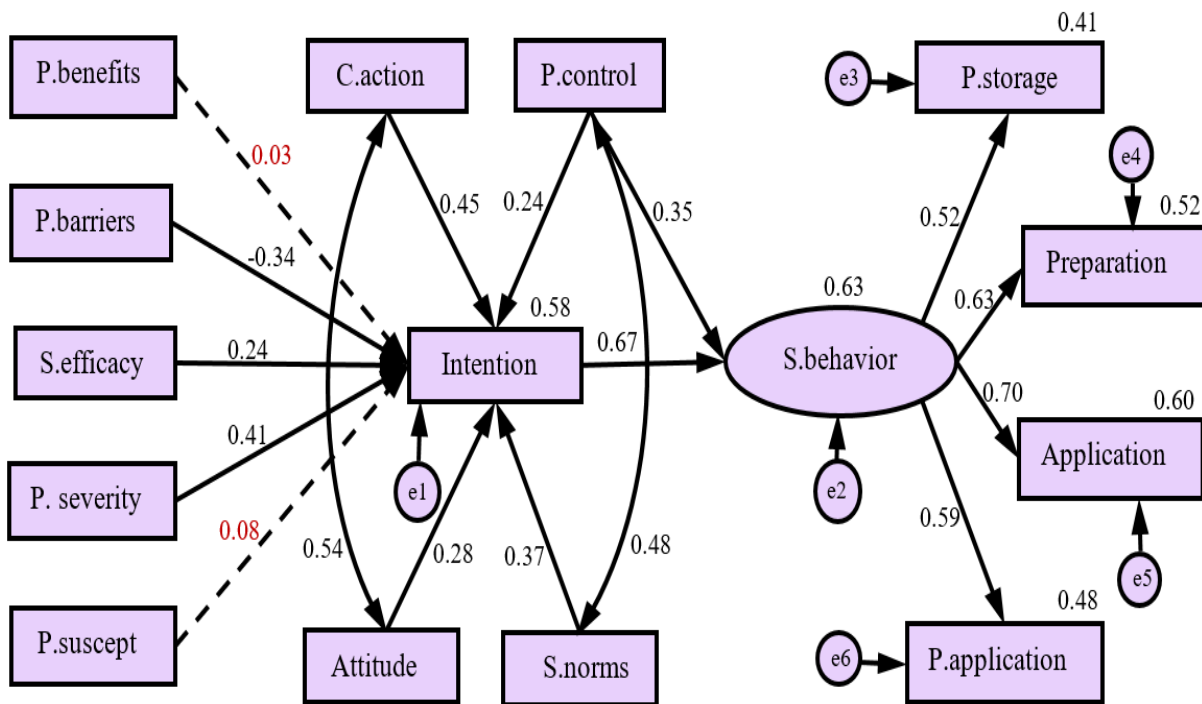 0.41
P.benefits
C.action
P.control
e3
P.storage
0.03
e4
P.barriers
0.45
0.24
0.35
0.52
0.52
-0.34
Preparation
0.58
0.63
0.63
S.efficacy
0.24
Intention
0.67
S.behavior
0.70
0.60
0.41
Application
P. severity
e1
e2
0.59
0.08
0.54
0.28
0.37
0.48
e5
0.48
P.suscept
Attitude
S.norms
e6
P.application